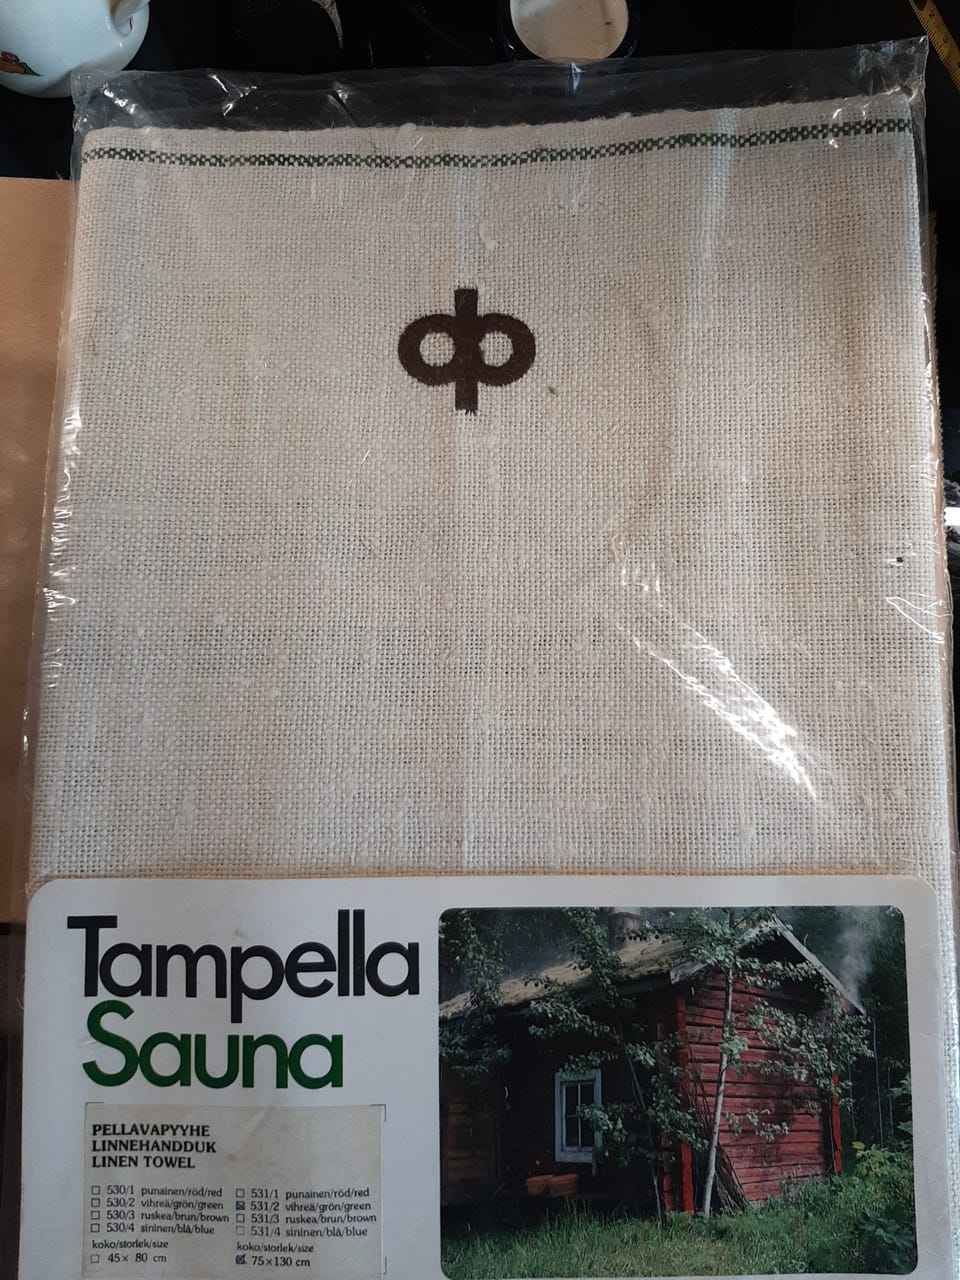 Tampella
Sauna
PELLAVAPYYHE
LINNEHANDDUK
LINEN TOWEL
530/1 punainen/röd/red
530/2 vihreä/grön/green
530/3 ruskea/brun/brown
530/4 sininen/blå/blue
koko/storlek/size
45 x 80 cm
531/1 punainen/röd/red
531/2 vihreä/grön/green
531/3 ruskea/brun/brown
531/4 sininen/blå/blue
koko/storlek/size
75 x 130 cm